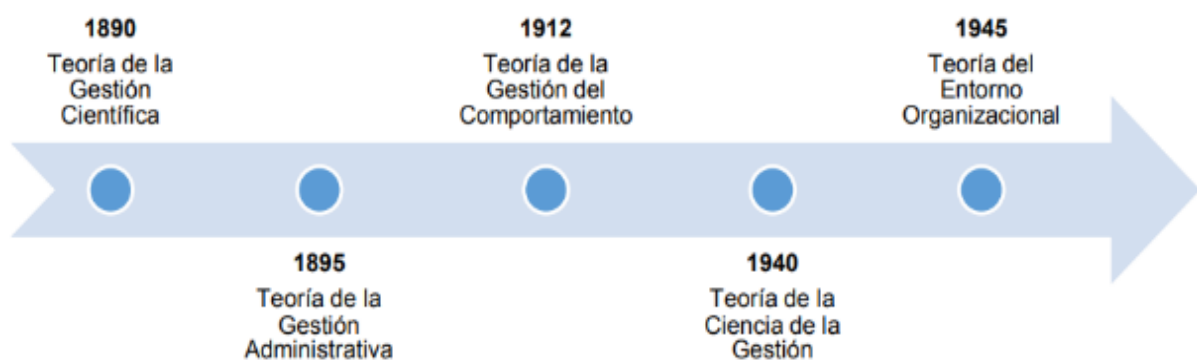 1890
Teoría de la
Gestión
Científica
1912
Teoría de la
Gestión del
Comportamiento
1945
Teoría del
Entorno
Organizacional
1895
Teoría de la
Gestión
Administrativa
1940
Teoría de la
Ciencia de la
Gestión